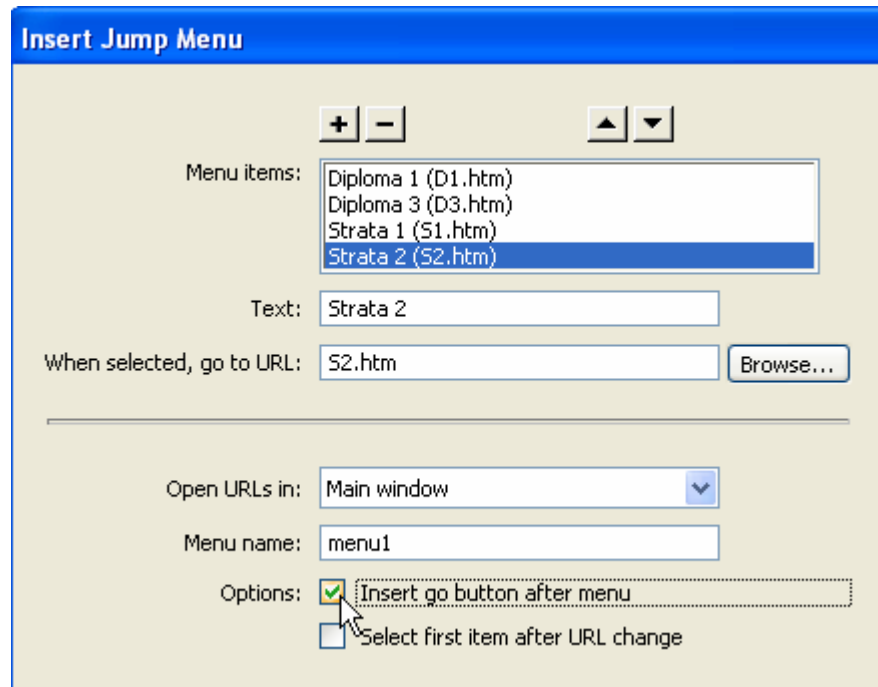 Insert Jump Menu
+ −
Menu items:
Diploma 1 (D1.htm)
Diploma 3 (D3.htm)
Strata 1 (S1.htm)
Strata 2 (S2.htm)
Text: Strata 2
When selected, go to URL: S2.htm Browse...
Open URLs in: Main window
Menu name: menu1
Options: Insert go button after menu
Select first item after URL change